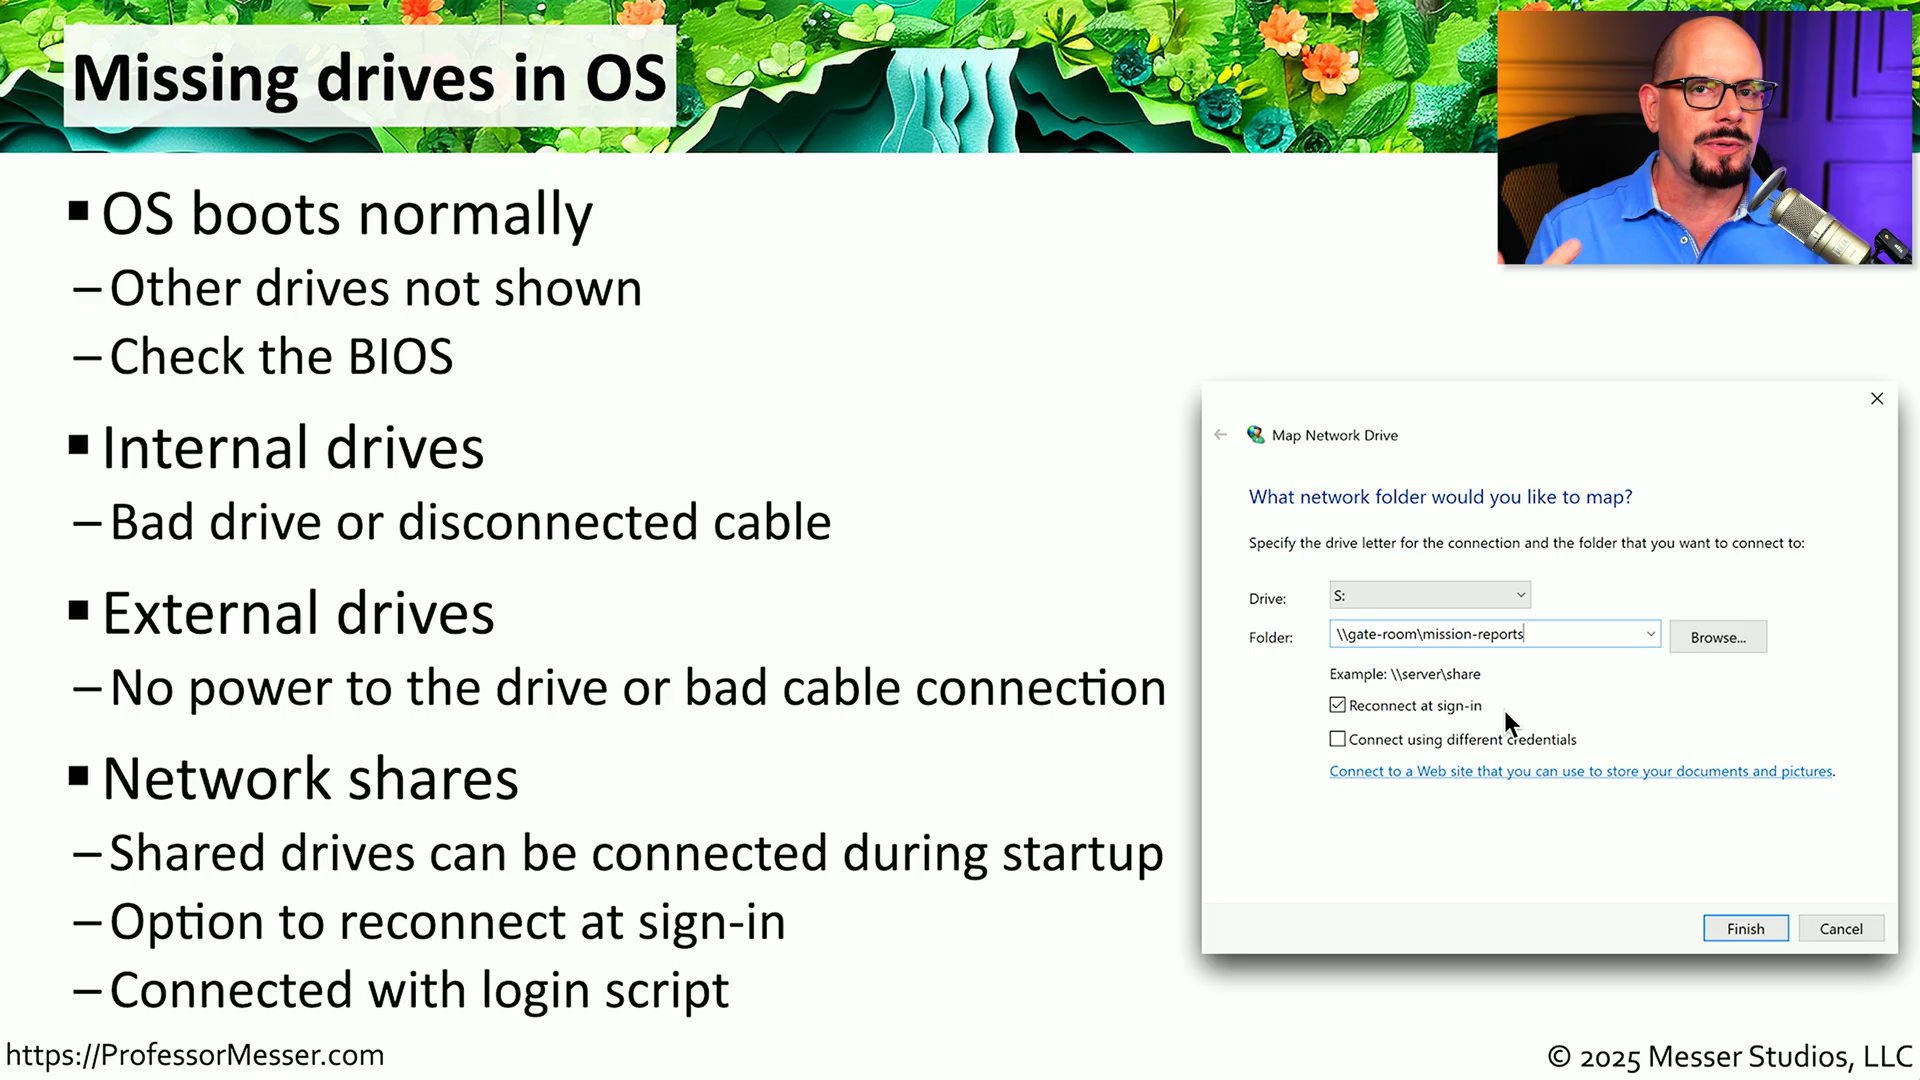 Missing drives in OS
▪ OS boots normally
– Other drives not shown
– Check the BIOS
▪ Internal drives
– Bad drive or disconnected cable
▪ External drives
– No power to the drive or bad cable connection
▪ Network shares
– Shared drives can be connected during startup
– Option to reconnect at sign-in
– Connected with login script
Map Network Drive
What network folder would you like to map?
Specify the drive letter for the connection and the folder that you want to connect to:
Drive: S:
Folder: \\gate-room\mission-reports Browse...
Example: \\server\share
Reconnect at sign-in
Connect using different credentials
Connect to a Web site that you can use to store your documents and pictures.
Finish Cancel
https://ProfessorMesser.com
© 2025 Messer Studios, LLC